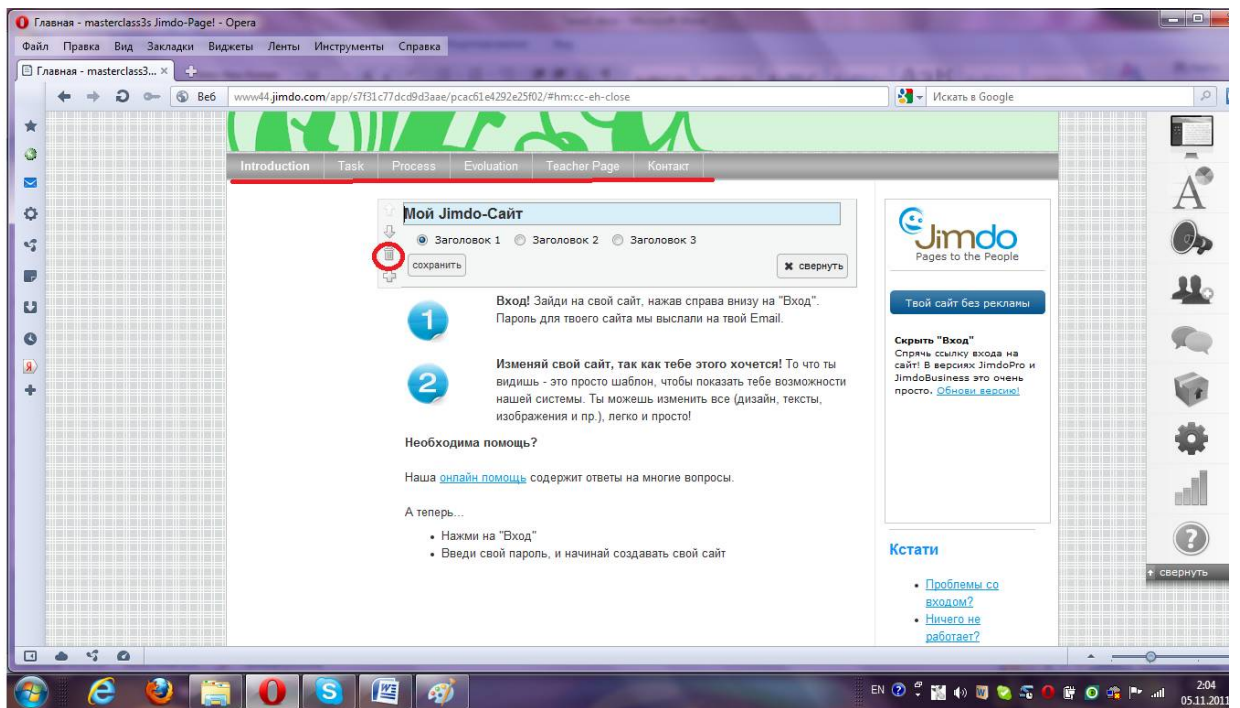 Главная - masterclass3s Jimdo-Page! - Opera
Файл Правка Вид Закладки Виджеты Ленты Инструменты Справка
Главная - masterclass3...
Веб www44.jimdo.com/app/s7f31c77dcd9d3aae/pcac61e4292e25f02/#hm:cc-eh-close Искать в Google
Introduction Task Process Evoluation Teacher Page Контакт
Мой Jimdo-Сайт
Заголовок 1 Заголовок 2 Заголовок 3
сохранить свернуть
1
Вход! Зайди на свой сайт, нажав справа внизу на "Вход".
Пароль для твоего сайта мы выслали на твой Email.
2
Изменяй свой сайт, так как тебе этого хочется! То что ты
видишь - это просто шаблон, чтобы показать тебе возможности
нашей системы. Ты можешь изменить все (дизайн, тексты,
изображения и пр.), легко и просто!
Необходима помощь?
Наша онлайн помощь содержит ответы на многие вопросы.
А теперь...
Нажми на "Вход"
Введи свой пароль, и начинай создавать свой сайт
Jimdo
Pages to the People
Твой сайт без рекламы
Скрыть "Вход"
Спрячь ссылку входа на
сайт! В версиях JimdoPro и
JimdoBusiness это очень
просто. Обнови версию!
Кстати
Проблемы со
входом?
Ничего не
работает?
свернуть
EN 2:04
05.11.2011